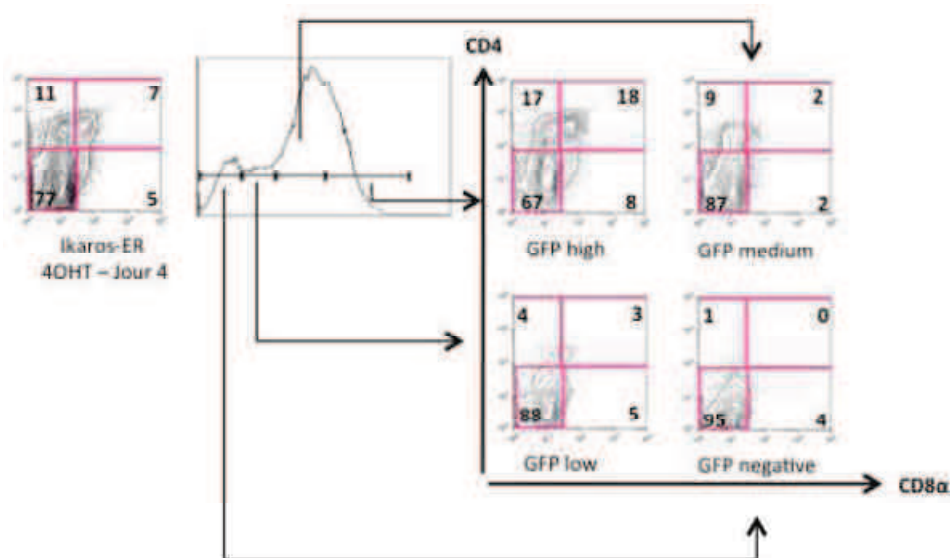 CD4
11 7
77 5
Ikaros-ER
4OHT – Jour 4
17 18
67 8
GFP high
9 2
87 2
GFP medium
4 3
88 5
GFP low
1 0
95 4
GFP negative
CD8α